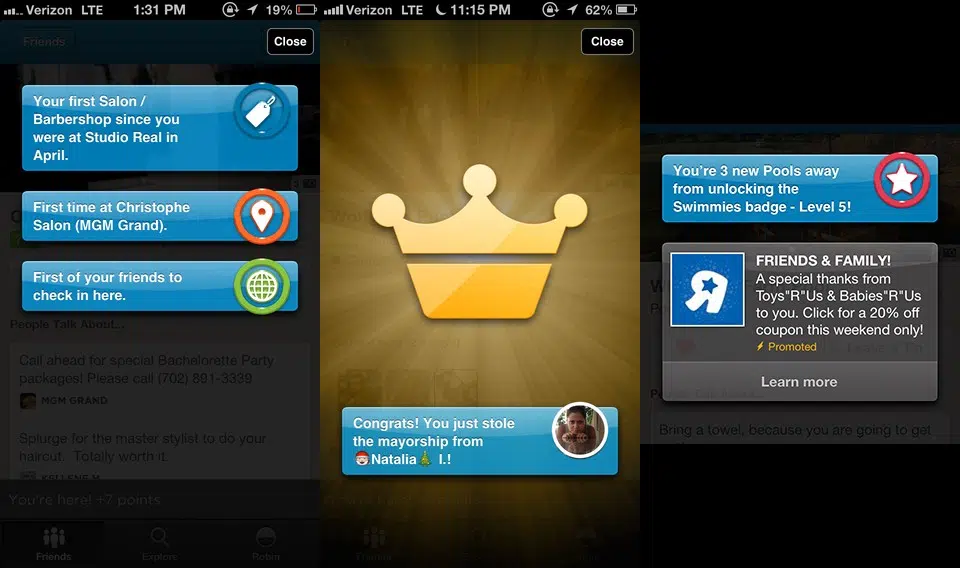 Verizon LTE 1:31 PM 19%
Friends
Close
Your first Salon /
Barbershop since you
were at Studio Real in
April.
First time at Christophe
Salon (MGM Grand).
First of your friends to
check in here.
People Talk About...
Call ahead for special Bachelorette Party
packages! Please call (702) 891-3339
MGM GRAND
Splurge for the master stylist to do your
haircut. Totally worth it.
KELLENE M.
You're here! +7 points
Friends
Explore
Robin
Verizon LTE 11:15 PM 62%
Close
Congrats! You just stole
the mayorship from
🎅Natalia🎄 I.!
You're 3 new Pools away
from unlocking the
Swimmies badge - Level 5!
FRIENDS & FAMILY!
A special thanks from
Toys"R"Us & Babies"R"Us
to you. Click for a 20% off
coupon this weekend only!
Promoted
Learn more
Bring a towel, because you are going to get